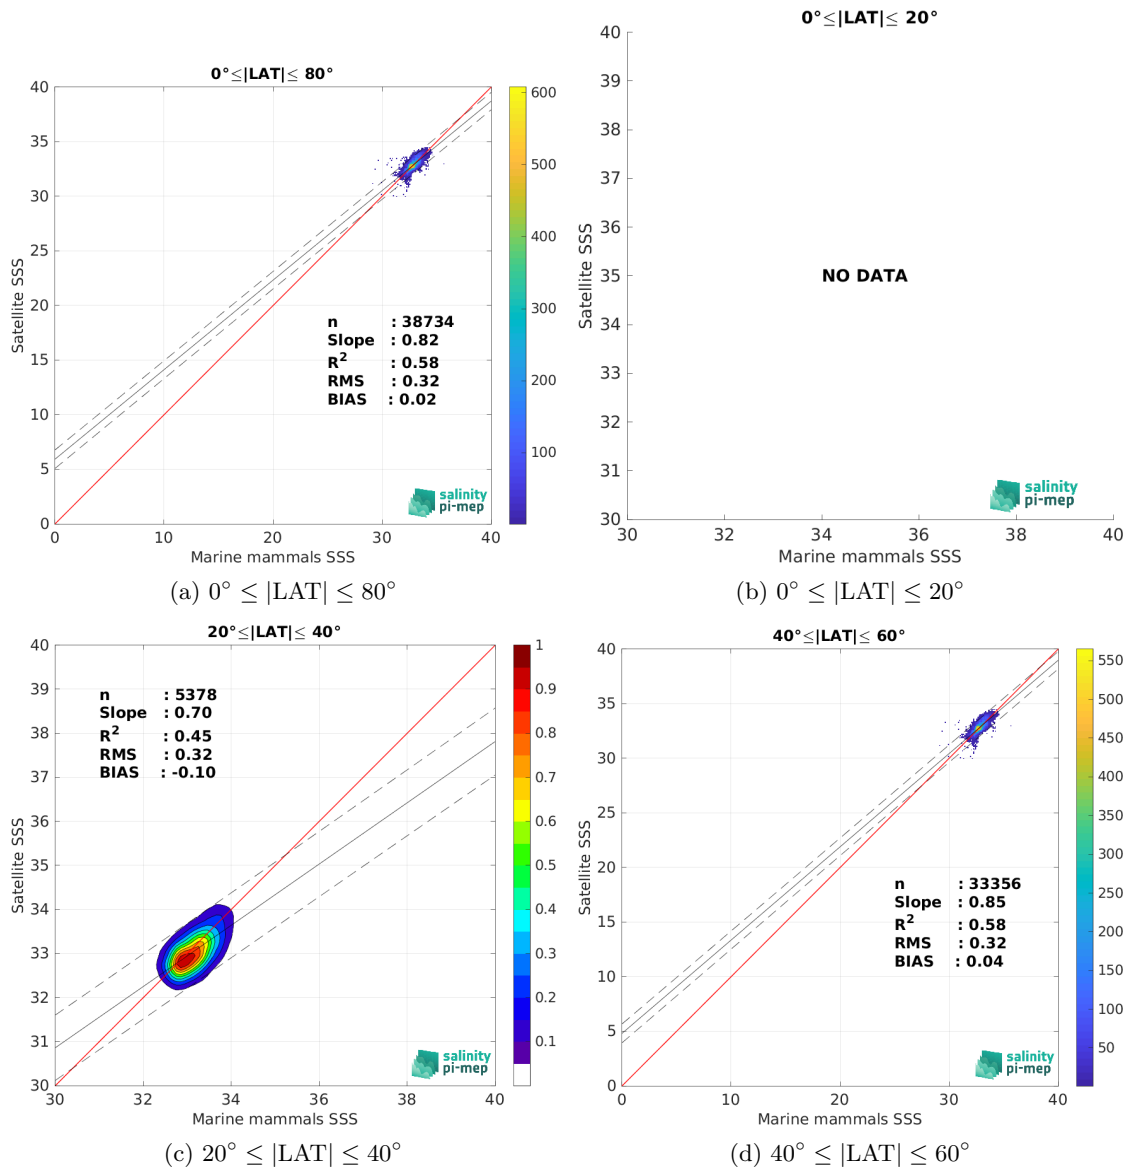 0°≤|LAT|≤ 80°
40
35
30
25
20
15
10
5
0
0
10
20
30
40
Satellite SSS
Marine mammals SSS
n : 38734
Slope : 0.82
R² : 0.58
RMS : 0.32
BIAS : 0.02
600
500
400
300
200
100
salinity
pi-mep
(a) 0° ≤ |LAT| ≤ 80°
0°≤|LAT|≤ 20°
40
39
38
37
36
35
34
33
32
31
30
30
32
34
36
38
40
Satellite SSS
Marine mammals SSS
NO DATA
salinity
pi-mep
(b) 0° ≤ |LAT| ≤ 20°
20°≤|LAT|≤ 40°
40
39
38
37
36
35
34
33
32
31
30
30
32
34
36
38
40
Satellite SSS
Marine mammals SSS
n : 5378
Slope : 0.70
R² : 0.45
RMS : 0.32
BIAS : -0.10
1
0.9
0.8
0.7
0.6
0.5
0.4
0.3
0.2
0.1
salinity
pi-mep
(c) 20° ≤ |LAT| ≤ 40°
40°≤|LAT|≤ 60°
40
35
30
25
20
15
10
5
0
0
10
20
30
40
Satellite SSS
Marine mammals SSS
n : 33356
Slope : 0.85
R² : 0.58
RMS : 0.32
BIAS : 0.04
550
500
450
400
350
300
250
200
150
100
50
salinity
pi-mep
(d) 40° ≤ |LAT| ≤ 60°